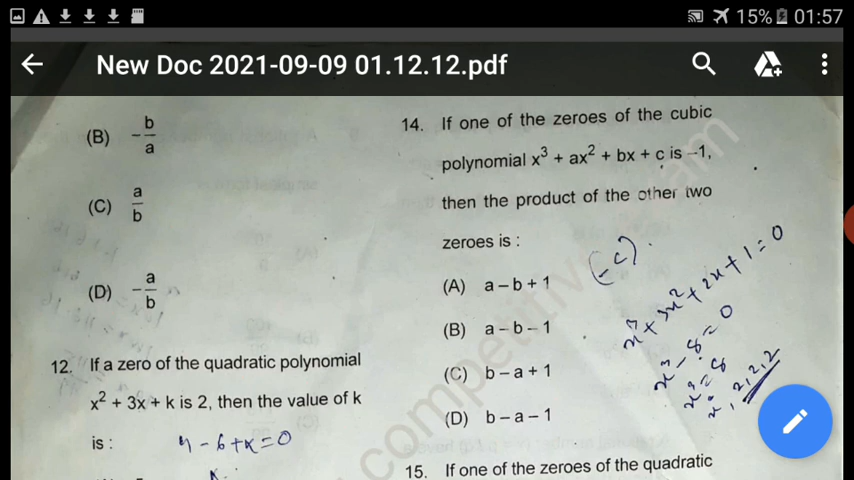 15% 01:57
New Doc 2021-09-09 01.12.12.pdf
(B) -b/a
(C) a/b
(D) -a/b
12. If a zero of the quadratic polynomial
x² + 3x + k is 2, then the value of k
is :
4 - 6 + k = 0
14. If one of the zeroes of the cubic
polynomial x³ + ax² + bx + c is -1,
then the product of the other two
zeroes is :
(-c).
(A) a - b + 1
(B) a - b - 1
(C) b - a + 1
(D) b - a - 1
x³ + 3x² + 2x + 1 = 0
x³ - 8 = 0
x³ = 8
x = 2, 2, 2
15. If one of the zeroes of the quadratic
competitive
am